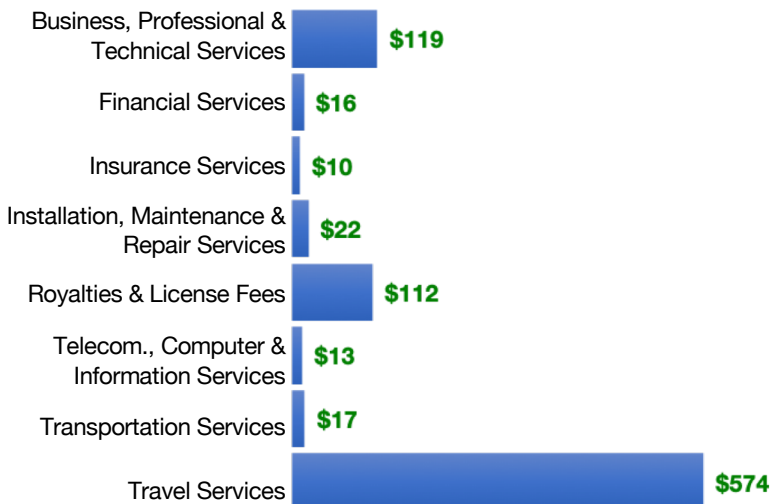 Business, Professional &
Technical Services
$119
Financial Services
$16
Insurance Services
$10
Installation, Maintenance &
Repair Services
$22
Royalties & License Fees
$112
Telecom., Computer &
Information Services
$13
Transportation Services
$17
Travel Services
$574